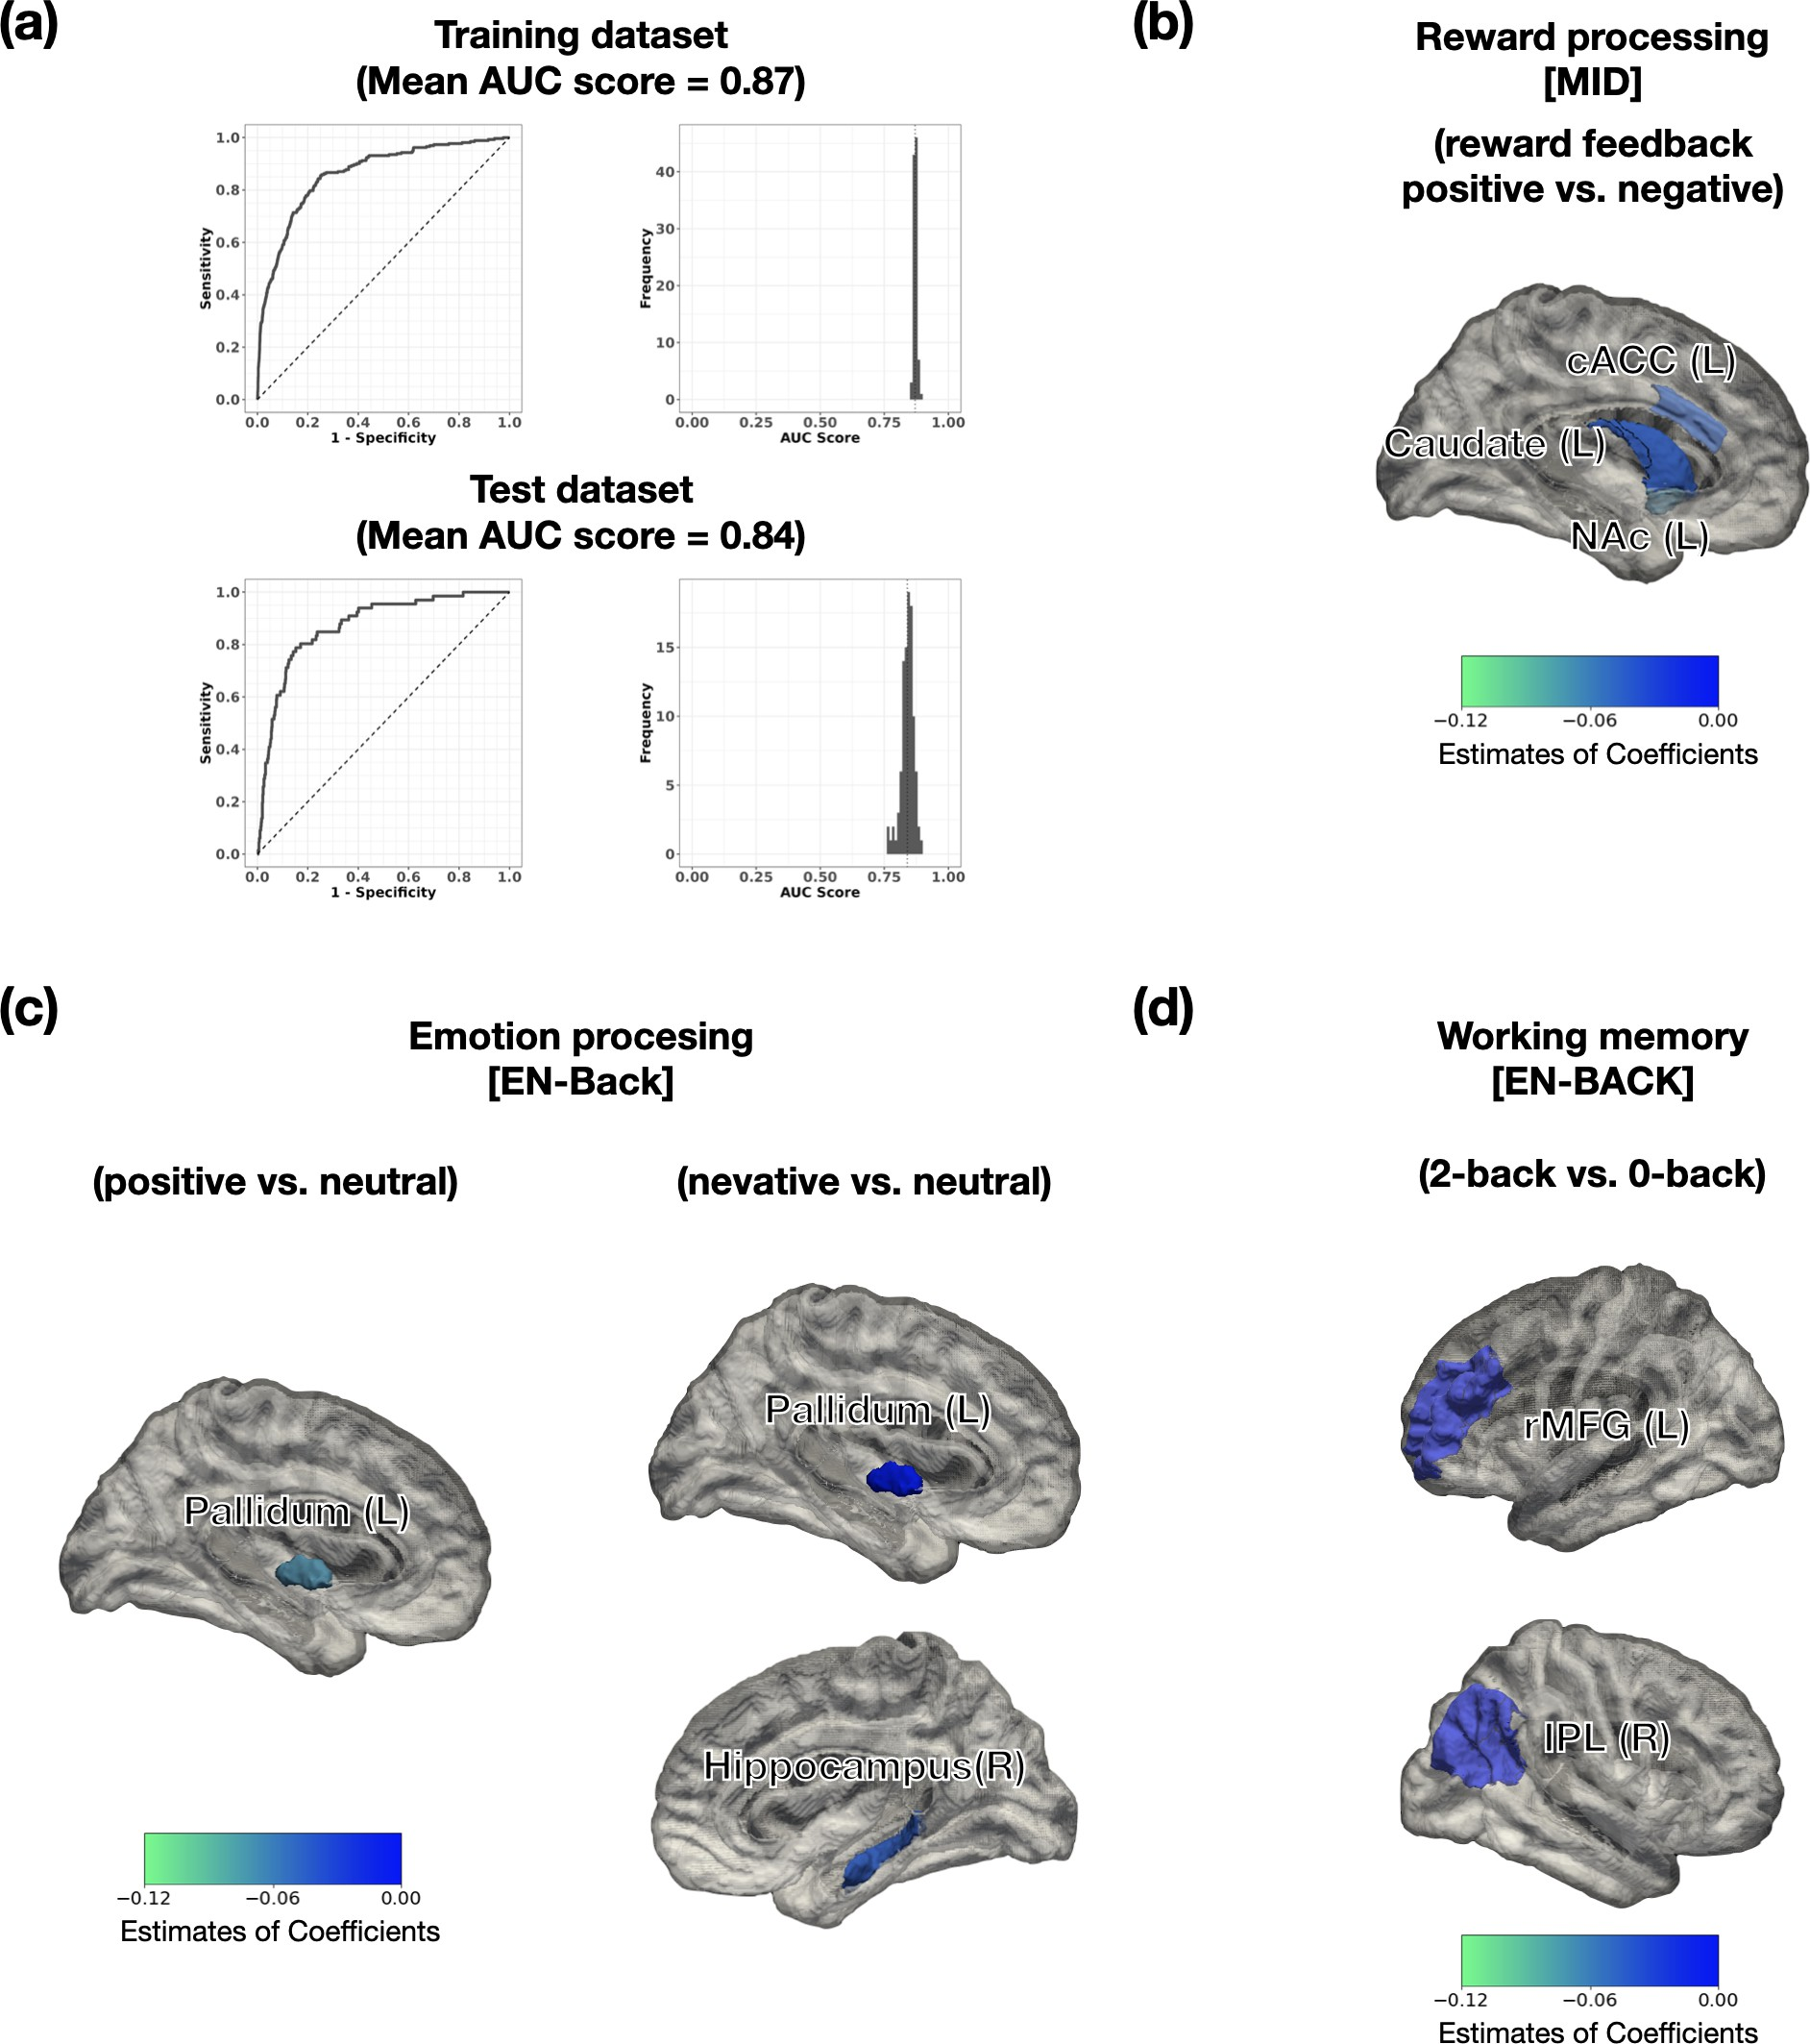 (a)
Training dataset
(Mean AUC score = 0.87)
1.0
0.8
0.6
0.4
0.2
0.0
Sensitivity
0.0 0.2 0.4 0.6 0.8 1.0
1 - Specificity
40
30
20
10
0
Frequency
0.00 0.25 0.50 0.75 1.00
AUC Score
Test dataset
(Mean AUC score = 0.84)
1.0
0.8
0.6
0.4
0.2
0.0
Sensitivity
0.0 0.2 0.4 0.6 0.8 1.0
1 - Specificity
15
10
5
0
Frequency
0.00 0.25 0.50 0.75 1.00
AUC Score
(b)
Reward processing
[MID]
(reward feedback
positive vs. negative)
cACC (L)
Caudate (L)
NAc (L)
−0.12 −0.06 0.00
Estimates of Coefficients
(c)
Emotion procesing
[EN-Back]
(positive vs. neutral)
Pallidum (L)
−0.12 −0.06 0.00
Estimates of Coefficients
(nevative vs. neutral)
Pallidum (L)
Hippocampus(R)
(d)
Working memory
[EN-BACK]
(2-back vs. 0-back)
rMFG (L)
IPL (R)
−0.12 −0.06 0.00
Estimates of Coefficients